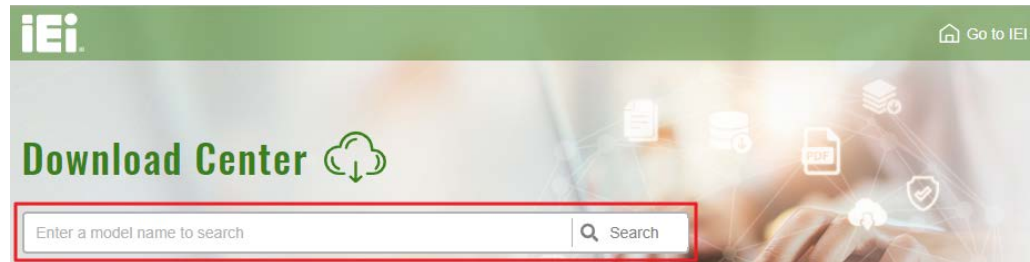 iEi.
Go to IEI
PDF
Download Center
Enter a model name to search
Search